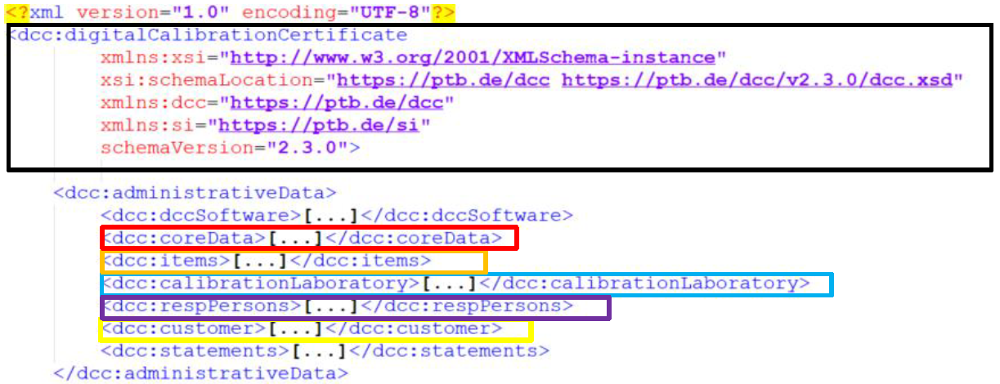 <?xml version="1.0" encoding="UTF-8"?>
<dcc:digitalCalibrationCertificate
xmlns:xsi="http://www.w3.org/2001/XMLSchema-instance"
xsi:schemaLocation="https://ptb.de/dcc https://ptb.de/dcc/v2.3.0/dcc.xsd"
xmlns:dcc="https://ptb.de/dcc"
xmlns:si="https://ptb.de/si"
schemaVersion="2.3.0">
<dcc:administrativeData>
<dcc:dccSoftware>[...]</dcc:dccSoftware>
<dcc:coreData>[...]</dcc:coreData>
<dcc:items>[...]</dcc:items>
<dcc:calibrationLaboratory>[...]</dcc:calibrationLaboratory>
<dcc:respPersons>[...]</dcc:respPersons>
<dcc:customer>[...]</dcc:customer>
<dcc:statements>[...]</dcc:statements>
</dcc:administrativeData>